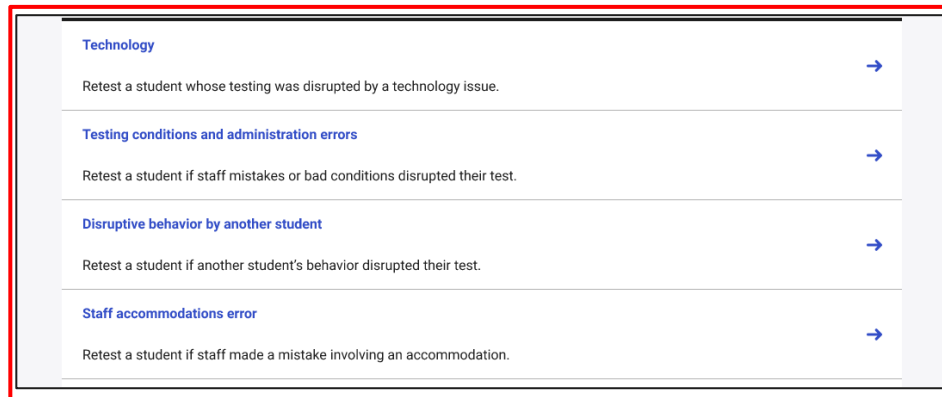 Technology
Retest a student whose testing was disrupted by a technology issue.
Testing conditions and administration errors
Retest a student if staff mistakes or bad conditions disrupted their test.
Disruptive behavior by another student
Retest a student if another student’s behavior disrupted their test.
Staff accommodations error
Retest a student if staff made a mistake involving an accommodation.